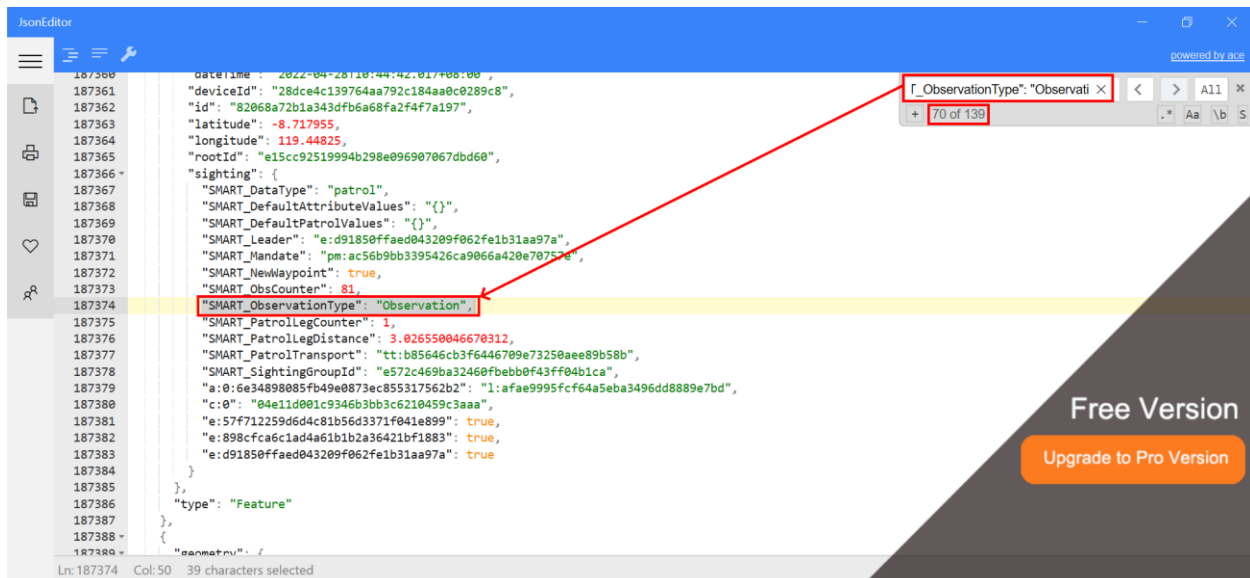 JsonEditor
powered by ace
187360 "dateTime": "2022-04-28T10:44:42.017+08:00",
187361 "deviceId": "28dce4c139764aa792c184aa0c0289c8",
187362 "id": "82068a72b1a343dfb6a68fa2f4f7a197",
187363 "latitude": -8.717955,
187364 "longitude": 119.44825,
187365 "rootId": "e15cc92519994b298e096907067dbd60",
187366 "sighting": {
187367 "SMART_DataType": "patrol",
187368 "SMART_DefaultAttributeValues": "{}",
187369 "SMART_DefaultPatrolValues": "{}",
187370 "SMART_Leader": "e:d91850ffaed043209f062fe1b31aa97a",
187371 "SMART_Mandate": "pm:ac56b9bb3395426ca9066a420e70757e",
187372 "SMART_NewWaypoint": true,
187373 "SMART_ObsCounter": 81,
187374 "SMART_ObservationType": "Observation",
187375 "SMART_PatrolLegCounter": 1,
187376 "SMART_PatrolLegDistance": 3.026550046670312,
187377 "SMART_PatrolTransport": "tt:b85646cb3f6446709e73250aee89b58b",
187378 "SMART_SightingGroupId": "e572c469ba32460fbebb0f43ff04b1ca",
187379 "a:0:6e34898085fb49e0873ec855317562b2": "l:afae9995fcf64a5eba3496dd8889e7bd",
187380 "c:0": "04e11d001c9346b3bb3c6210459c3aaa",
187381 "e:57f712259d6d4c81b56d3371f041e899": true,
187382 "e:898cfca6c1ad4a61b1b2a36421bf1883": true,
187383 "e:d91850ffaed043209f062fe1b31aa97a": true
187384 }
187385 },
187386 "type": "Feature"
187387 },
187388 {
187389 "geometry": {
_ObservationType": "Observati
All
+ 70 of 139
.* Aa \b S
Free Version
Upgrade to Pro Version
Ln: 187374 Col: 50 39 characters selected